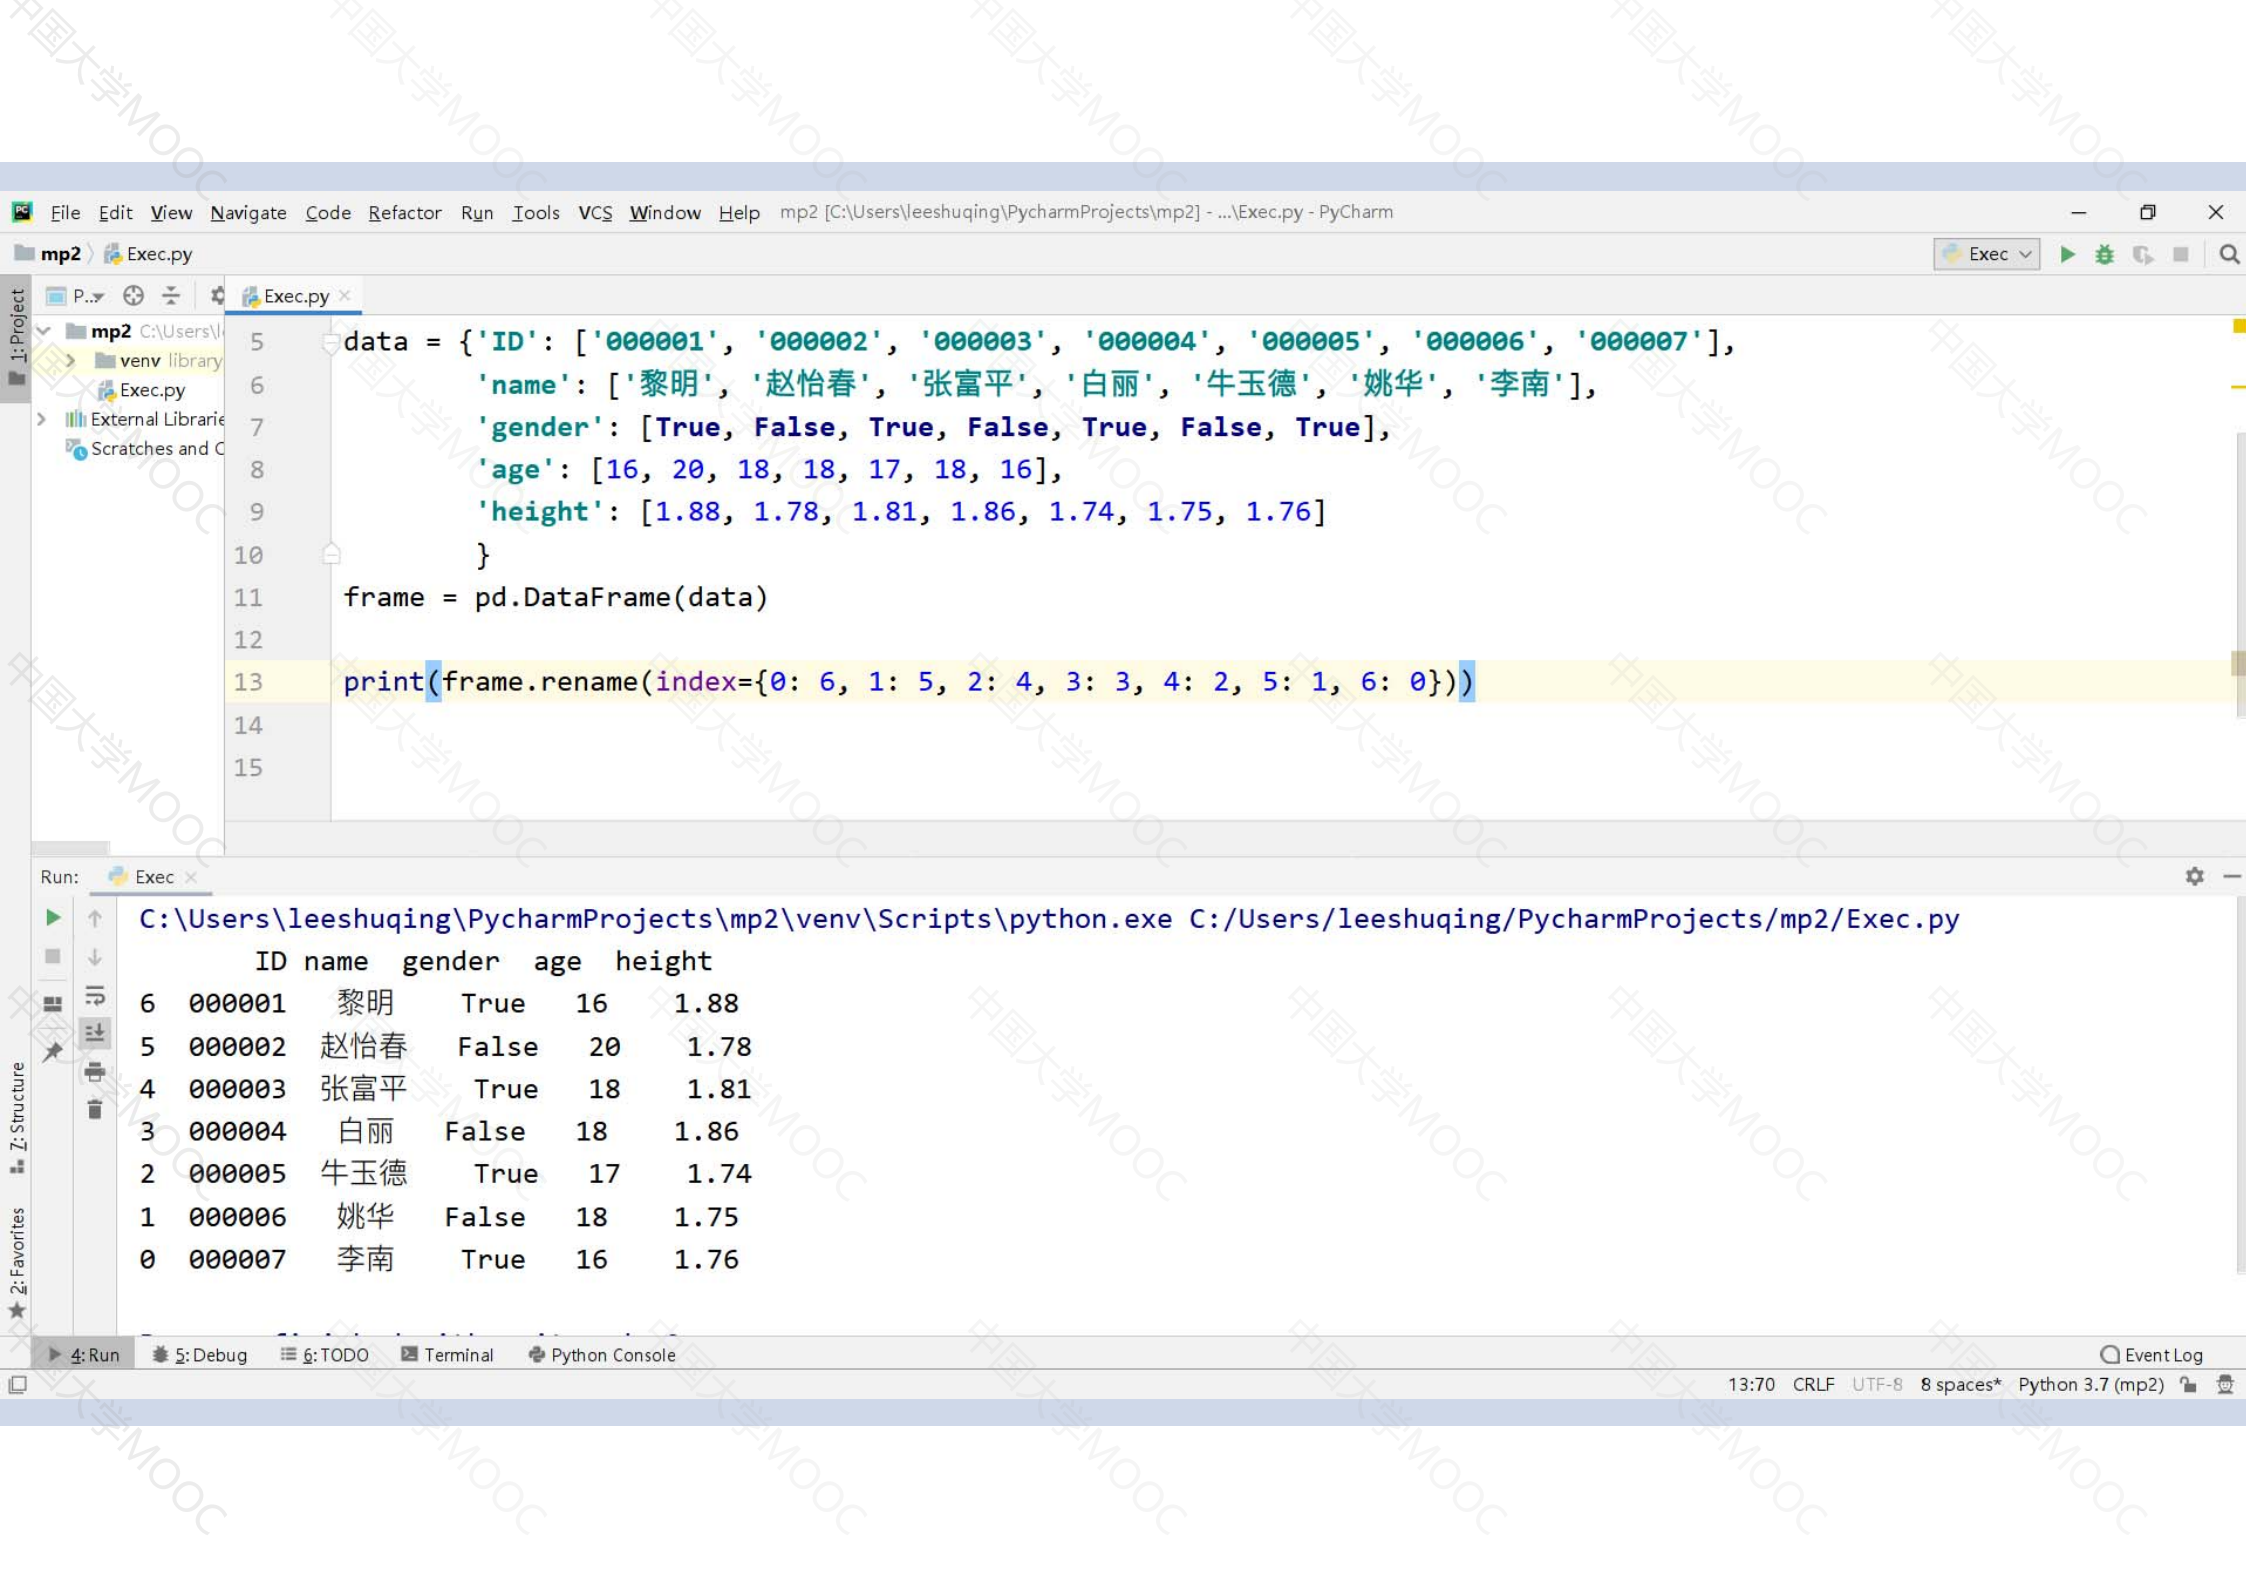 File Edit View Navigate Code Refactor Run Tools VCS Window Help mp2 [C:\Users\leeshuqing\PycharmProjects\mp2] - ...\Exec.py - PyCharm
mp2 Exec.py Exec
1: Project P.. Exec.py
mp2 C:\Users\l
venv library
Exec.py
External Librarie
Scratches and C
5 data = {'ID': ['000001', '000002', '000003', '000004', '000005', '000006', '000007'],
6 'name': ['黎明', '赵怡春', '张富平', '白丽', '牛玉德', '姚华', '李南'],
7 'gender': [True, False, True, False, True, False, True],
8 'age': [16, 20, 18, 18, 17, 18, 16],
9 'height': [1.88, 1.78, 1.81, 1.86, 1.74, 1.75, 1.76]
10 }
11 frame = pd.DataFrame(data)
12
13 print(frame.rename(index={0: 6, 1: 5, 2: 4, 3: 3, 4: 2, 5: 1, 6: 0}))
14
15
Run: Exec
C:\Users\leeshuqing\PycharmProjects\mp2\venv\Scripts\python.exe C:/Users/leeshuqing/PycharmProjects/mp2/Exec.py
ID name gender age height
6 000001 黎明 True 16 1.88
5 000002 赵怡春 False 20 1.78
4 000003 张富平 True 18 1.81
3 000004 白丽 False 18 1.86
2 000005 牛玉德 True 17 1.74
1 000006 姚华 False 18 1.75
0 000007 李南 True 16 1.76
Z: Structure
2: Favorites
4: Run 5: Debug 6: TODO Terminal Python Console Event Log
13:70 CRLF UTF-8 8 spaces* Python 3.7 (mp2)
中国大学MOOC